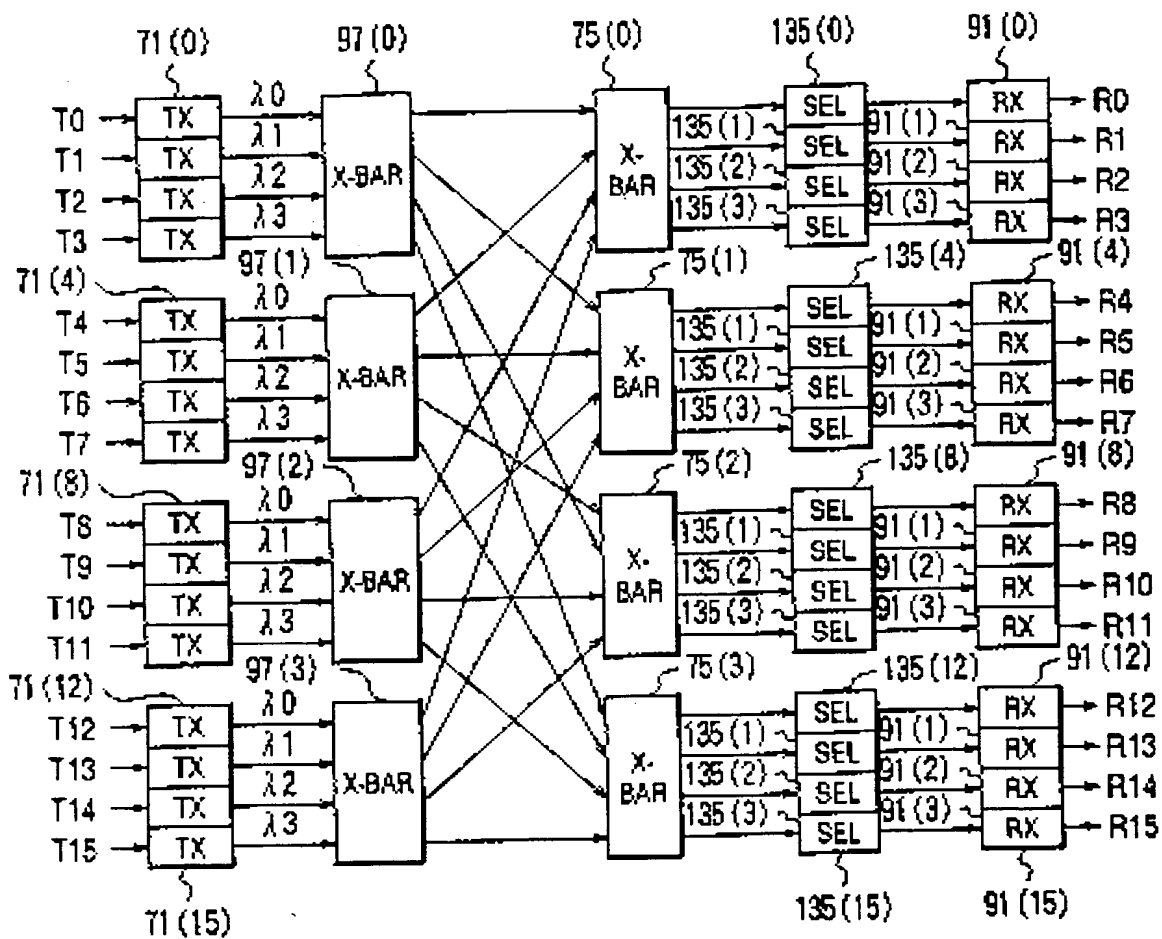 71(0) 97(0) 75(0) 135(0) 91(0)
T0 TX λ0 X-BAR X-BAR SEL RX R0
T1 TX λ1 135(1) SEL 91(1) RX R1
T2 TX λ2 135(2) SEL 91(2) RX R2
T3 TX λ3 135(3) SEL 91(3) RX R3
71(4) 97(1) 75(1) 135(4) 91(4)
T4 TX λ0 X-BAR X-BAR SEL RX R4
T5 TX λ1 135(1) SEL 91(1) RX R5
T6 TX λ2 135(2) SEL 91(2) RX R6
T7 TX λ3 135(3) SEL 91(3) RX R7
71(8) 97(2) 75(2) 135(8) 91(8)
T8 TX λ0 X-BAR X-BAR SEL RX R8
T9 TX λ1 135(1) SEL 91(1) RX R9
T10 TX λ2 135(2) SEL 91(2) RX R10
T11 TX λ3 135(3) SEL 91(3) RX R11
71(12) 97(3) 75(3) 135(12) 91(12)
T12 TX λ0 X-BAR X-BAR SEL RX R12
T13 TX λ1 135(1) SEL 91(1) RX R13
T14 TX λ2 135(2) SEL 91(2) RX R14
T15 TX λ3 135(3) SEL 91(3) RX R15
71(15) 135(15) 91(15)